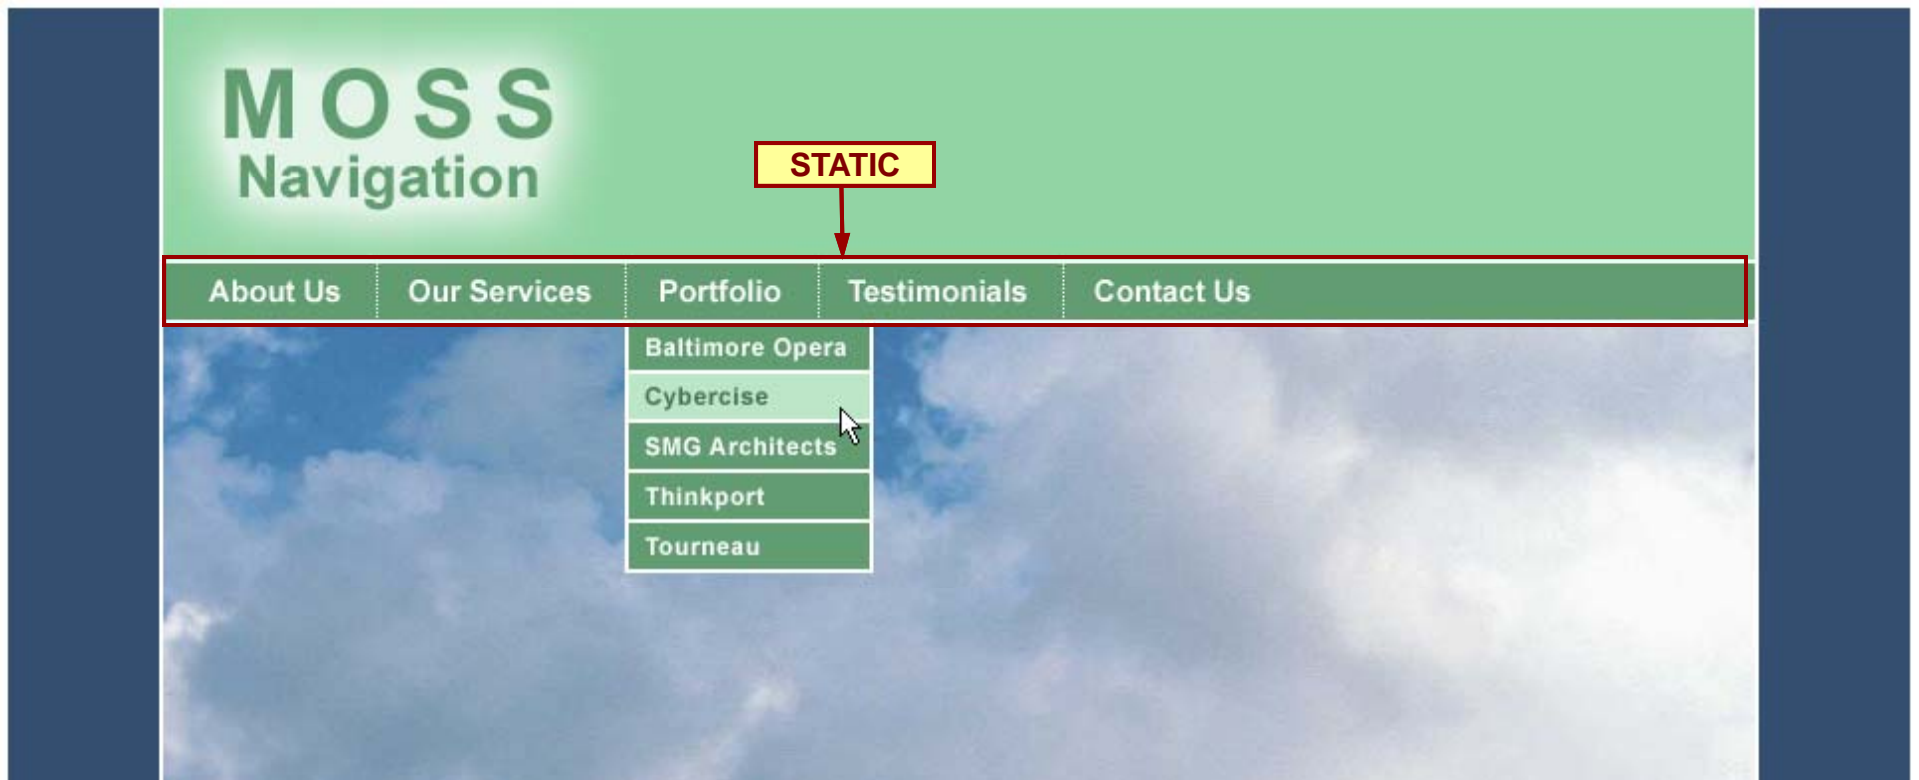 MOSS
Navigation
STATIC
About Us Our Services Portfolio Testimonials Contact Us
Baltimore Opera
Cybercise
SMG Architects
Thinkport
Tourneau